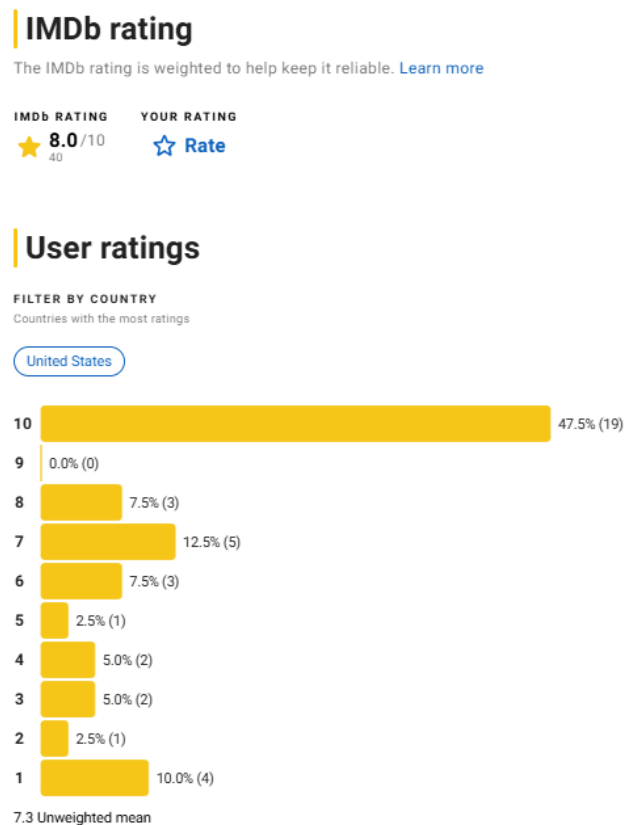 IMDb rating
The IMDb rating is weighted to help keep it reliable. Learn more
IMDb RATING YOUR RATING
8.0/10 Rate
40
User ratings
FILTER BY COUNTRY
Countries with the most ratings
United States
10 47.5% (19)
9 0.0% (0)
8 7.5% (3)
7 12.5% (5)
6 7.5% (3)
5 2.5% (1)
4 5.0% (2)
3 5.0% (2)
2 2.5% (1)
1 10.0% (4)
7.3 Unweighted mean